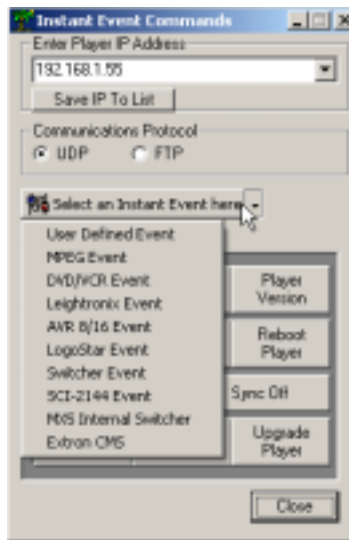 Instant Event Commands
Enter Player IP Address
192.168.1.55
Save IP To List
Communications Protocol
UDP FTP
Select an Instant Event here
User Defined Event
MPEG Event
DVD/VCR Event
Leightronix Event
AVR 8/16 Event
LogoStar Event
Switcher Event
SCI-2144 Event
MXS Internal Switcher
Extron CMS
Player
Version
Reboot
Player
Sync Off
Upgrade
Player
Close